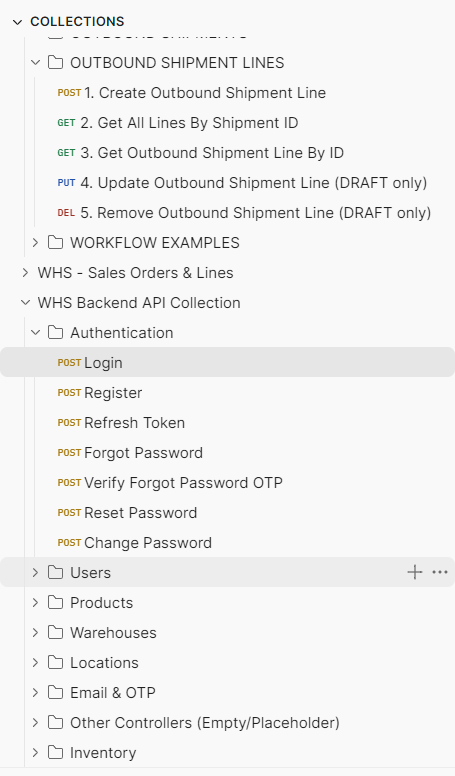 COLLECTIONS
OUTBOUND SHIPMENTS
OUTBOUND SHIPMENT LINES
POST 1. Create Outbound Shipment Line
GET 2. Get All Lines By Shipment ID
GET 3. Get Outbound Shipment Line By ID
PUT 4. Update Outbound Shipment Line (DRAFT only)
DEL 5. Remove Outbound Shipment Line (DRAFT only)
WORKFLOW EXAMPLES
WHS - Sales Orders & Lines
WHS Backend API Collection
Authentication
POST Login
POST Register
POST Refresh Token
POST Forgot Password
POST Verify Forgot Password OTP
POST Reset Password
POST Change Password
Users
Products
Warehouses
Locations
Email & OTP
Other Controllers (Empty/Placeholder)
Inventory